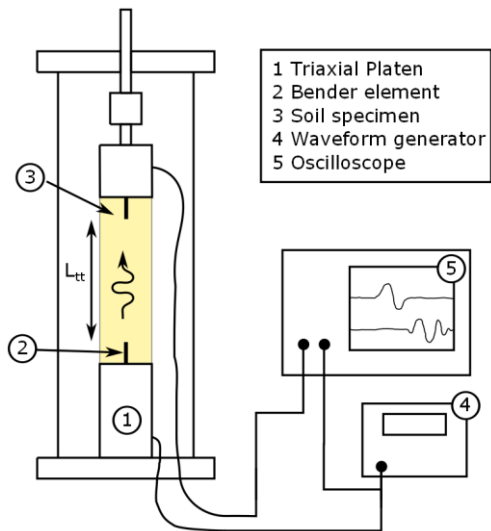 1 Triaxial Platen
2 Bender element
3 Soil specimen
4 Waveform generator
5 Oscilloscope
3
Ltt
2
1
5
4